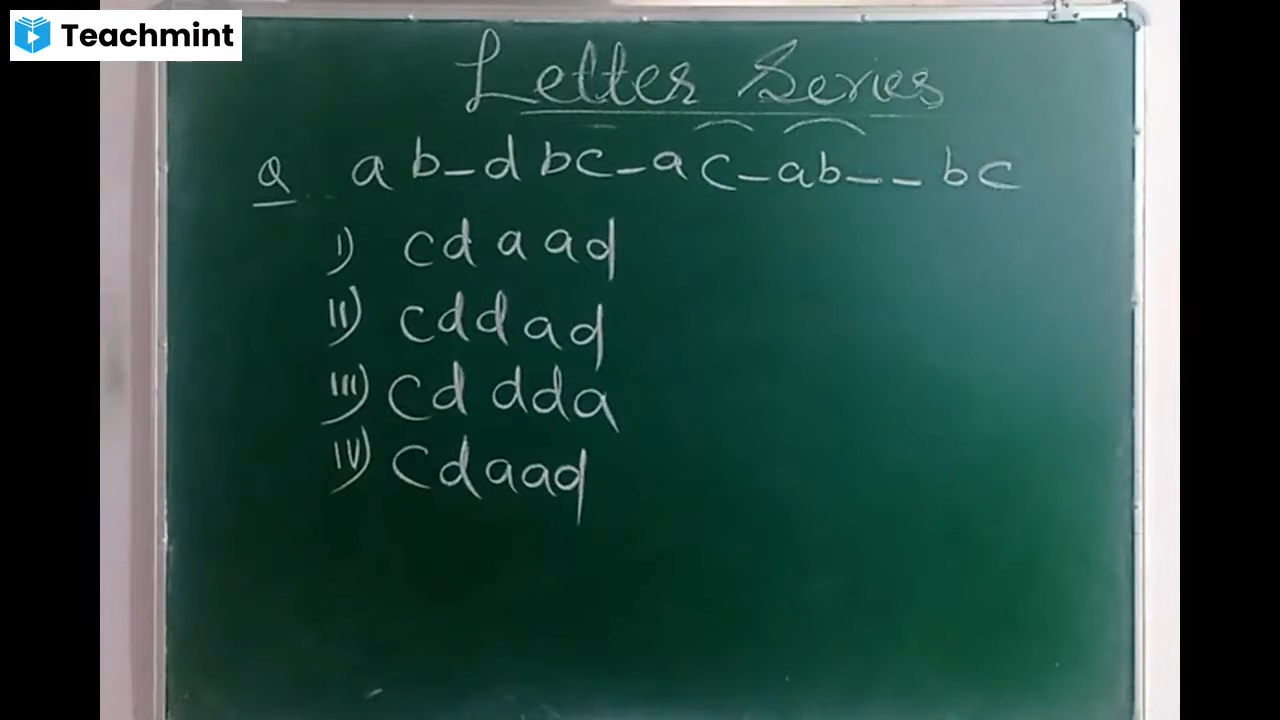 Teachmint
Letter Series
Q.. ab_dbc_ac_ab__bc
i) cdaad
ii) cddad
iii) cddda
iv) cdaad